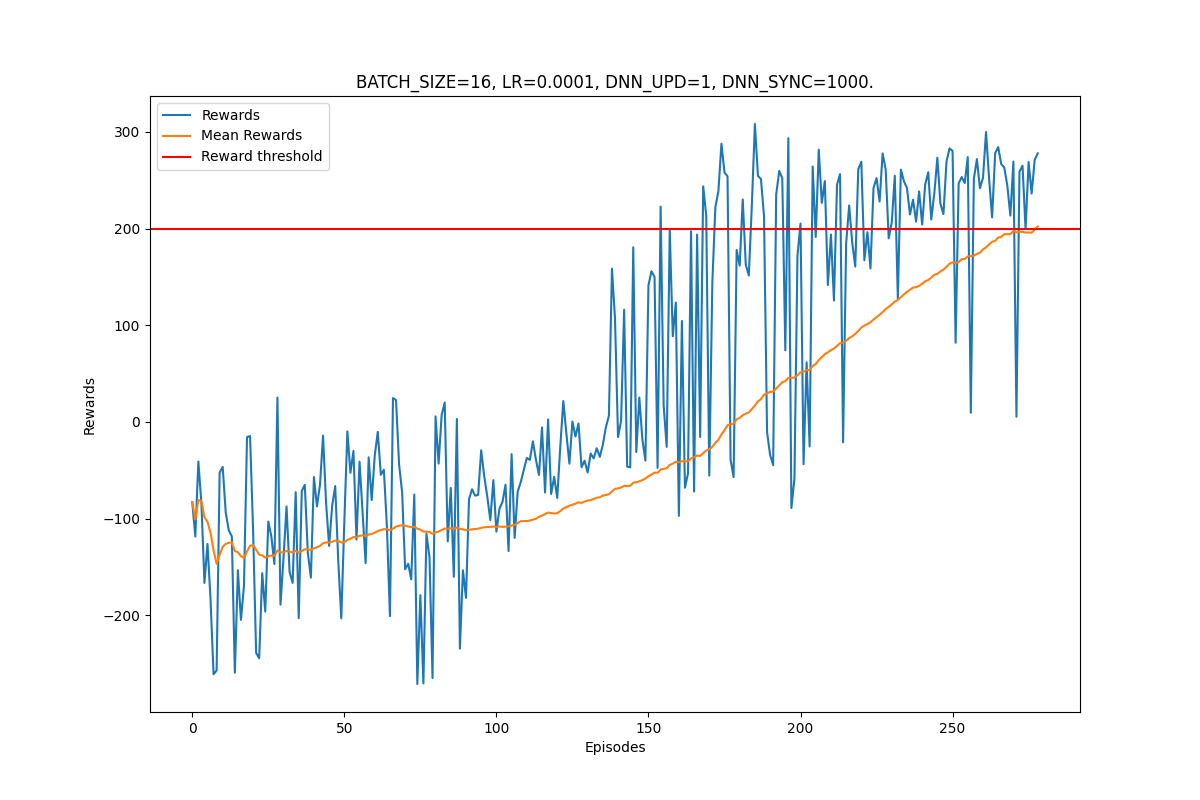 BATCH_SIZE=16, LR=0.0001, DNN_UPD=1, DNN_SYNC=1000.
Rewards
Mean Rewards
Reward threshold
300
200
100
0
−100
−200
Rewards
0
50
100
150
200
250
Episodes